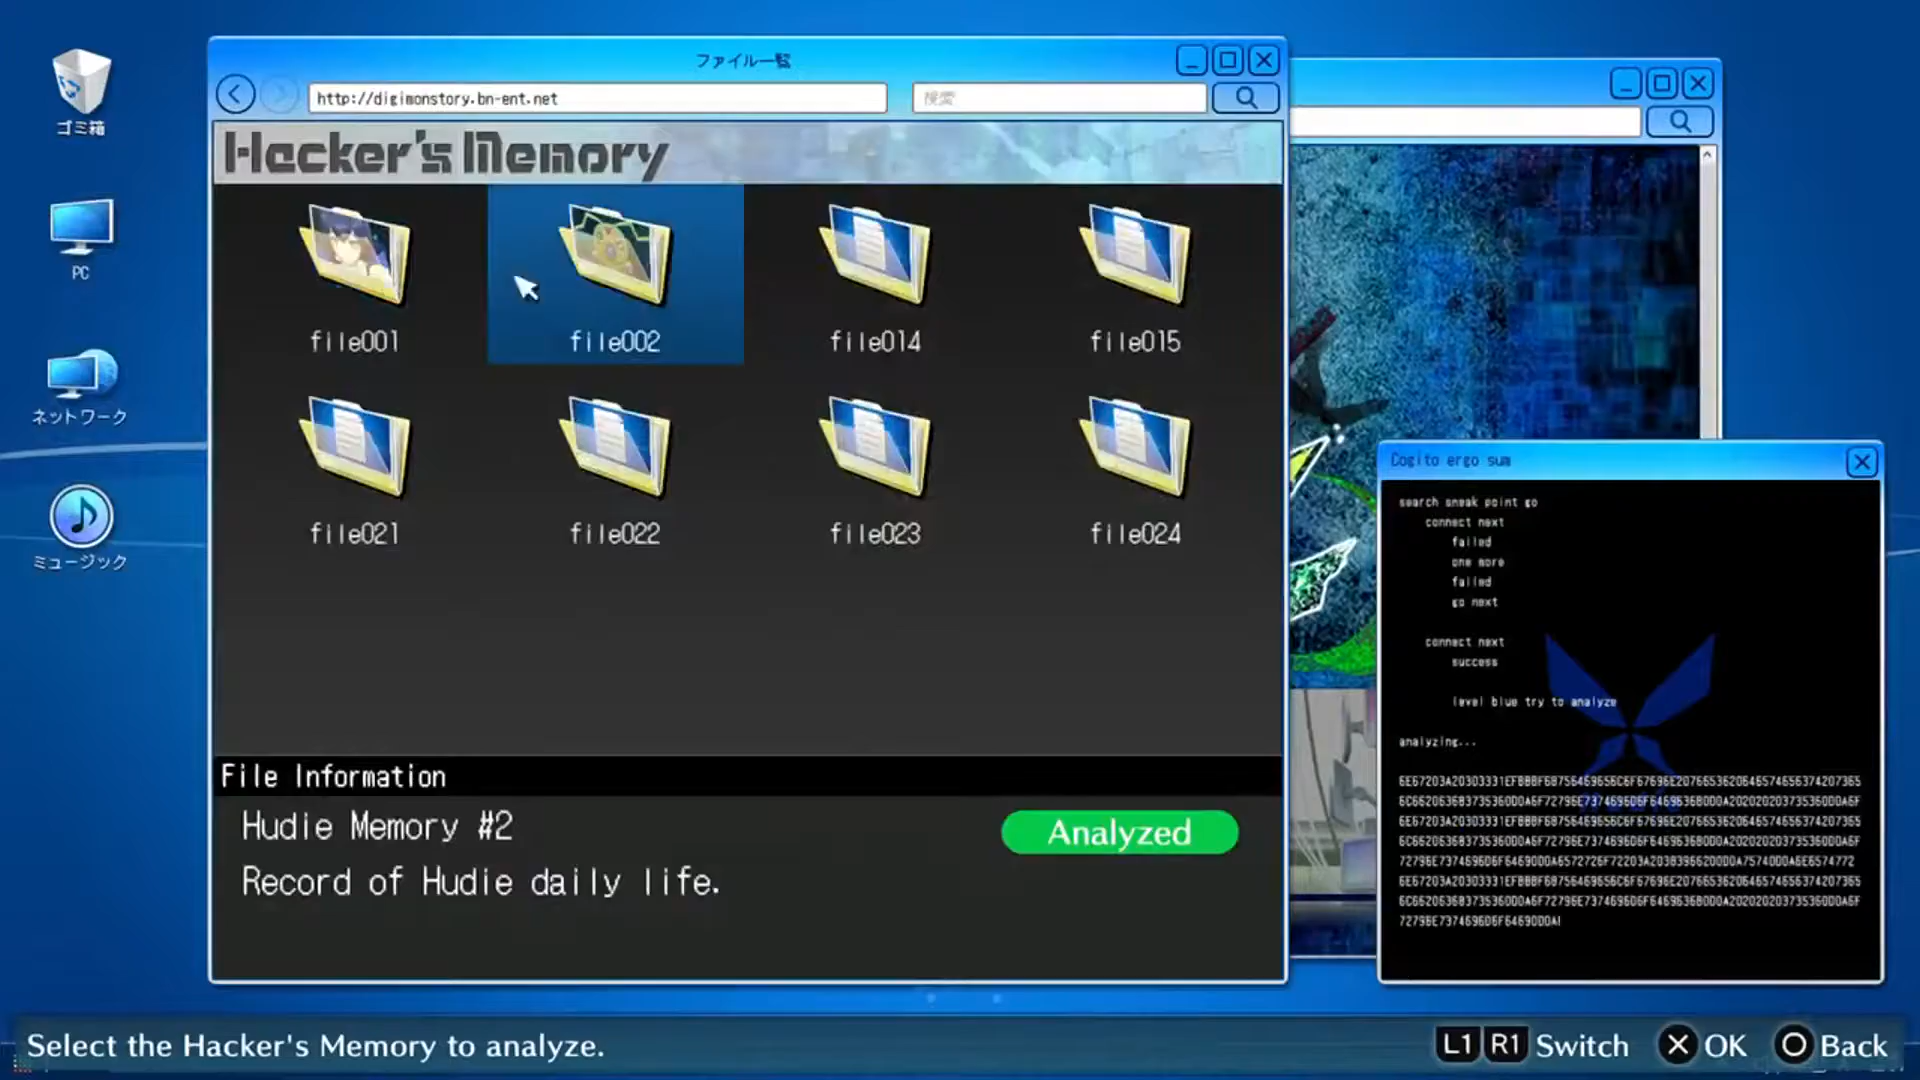 ゴミ箱
PC
ネットワーク
ミュージック
ファイル一覧
http://digimonstory.bn-ent.net
検索
Hacker's Memory
file001
file002
file014
file015
file021
file022
file023
file024
File Information
Hudie Memory #2
Analyzed
Record of Hudie daily life.
Cogito ergo sum
search sneak point go
connect next
failed
one more
failed
go next
connect next
success
level blue try to analyze
analyzing...
Select the Hacker's Memory to analyze.
L1 R1 Switch
OK
Back